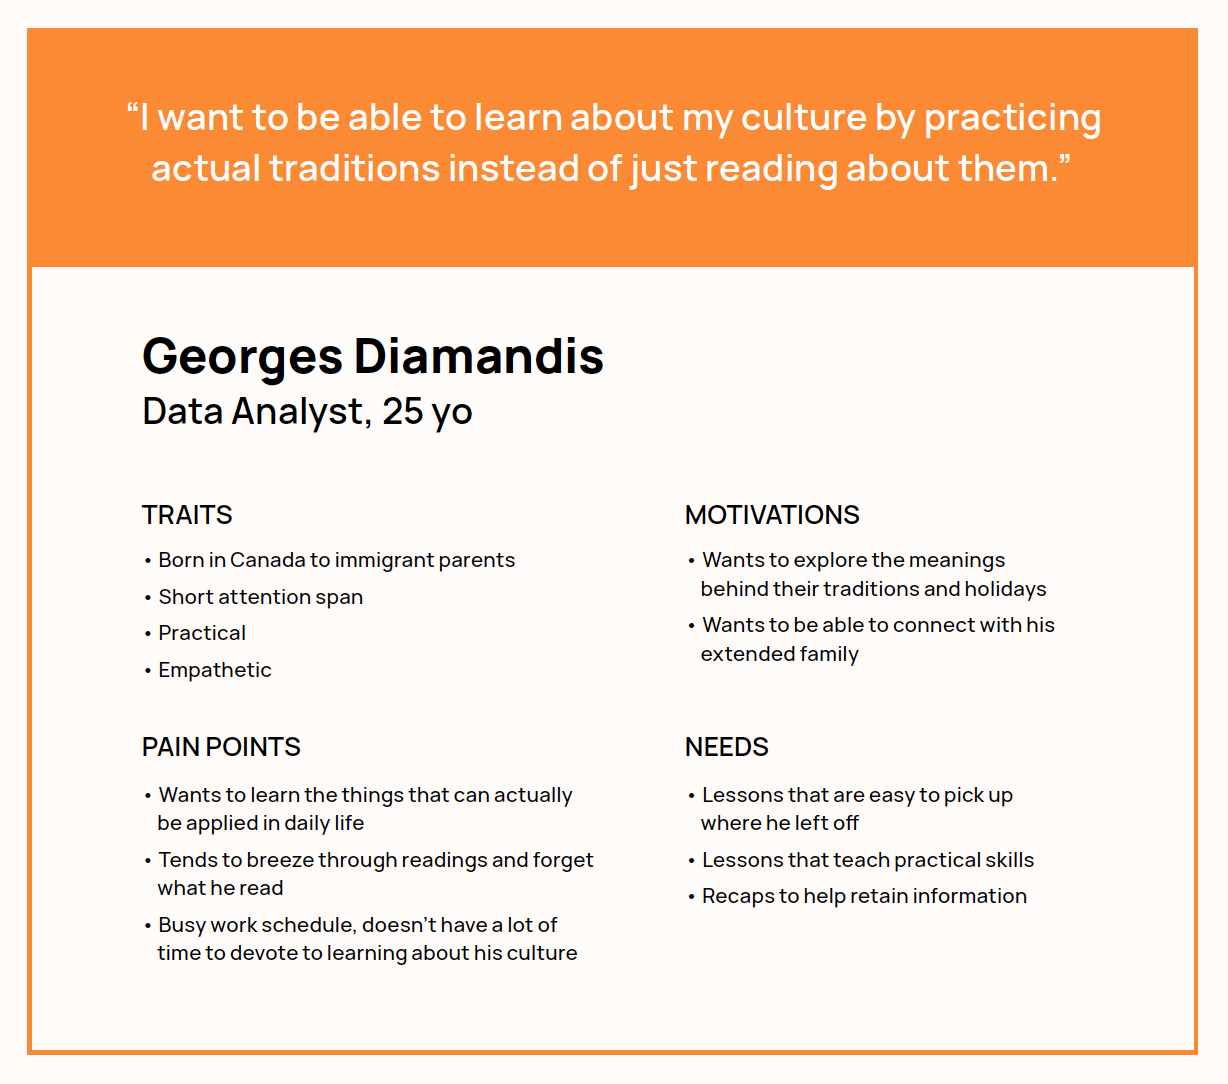 “I want to be able to learn about my culture by practicing
actual traditions instead of just reading about them.”
Georges Diamandis
Data Analyst, 25 yo
TRAITS
• Born in Canada to immigrant parents
• Short attention span
• Practical
• Empathetic
MOTIVATIONS
• Wants to explore the meanings
behind their traditions and holidays
• Wants to be able to connect with his
extended family
PAIN POINTS
• Wants to learn the things that can actually
be applied in daily life
• Tends to breeze through readings and forget
what he read
• Busy work schedule, doesn’t have a lot of
time to devote to learning about his culture
NEEDS
• Lessons that are easy to pick up
where he left off
• Lessons that teach practical skills
• Recaps to help retain information